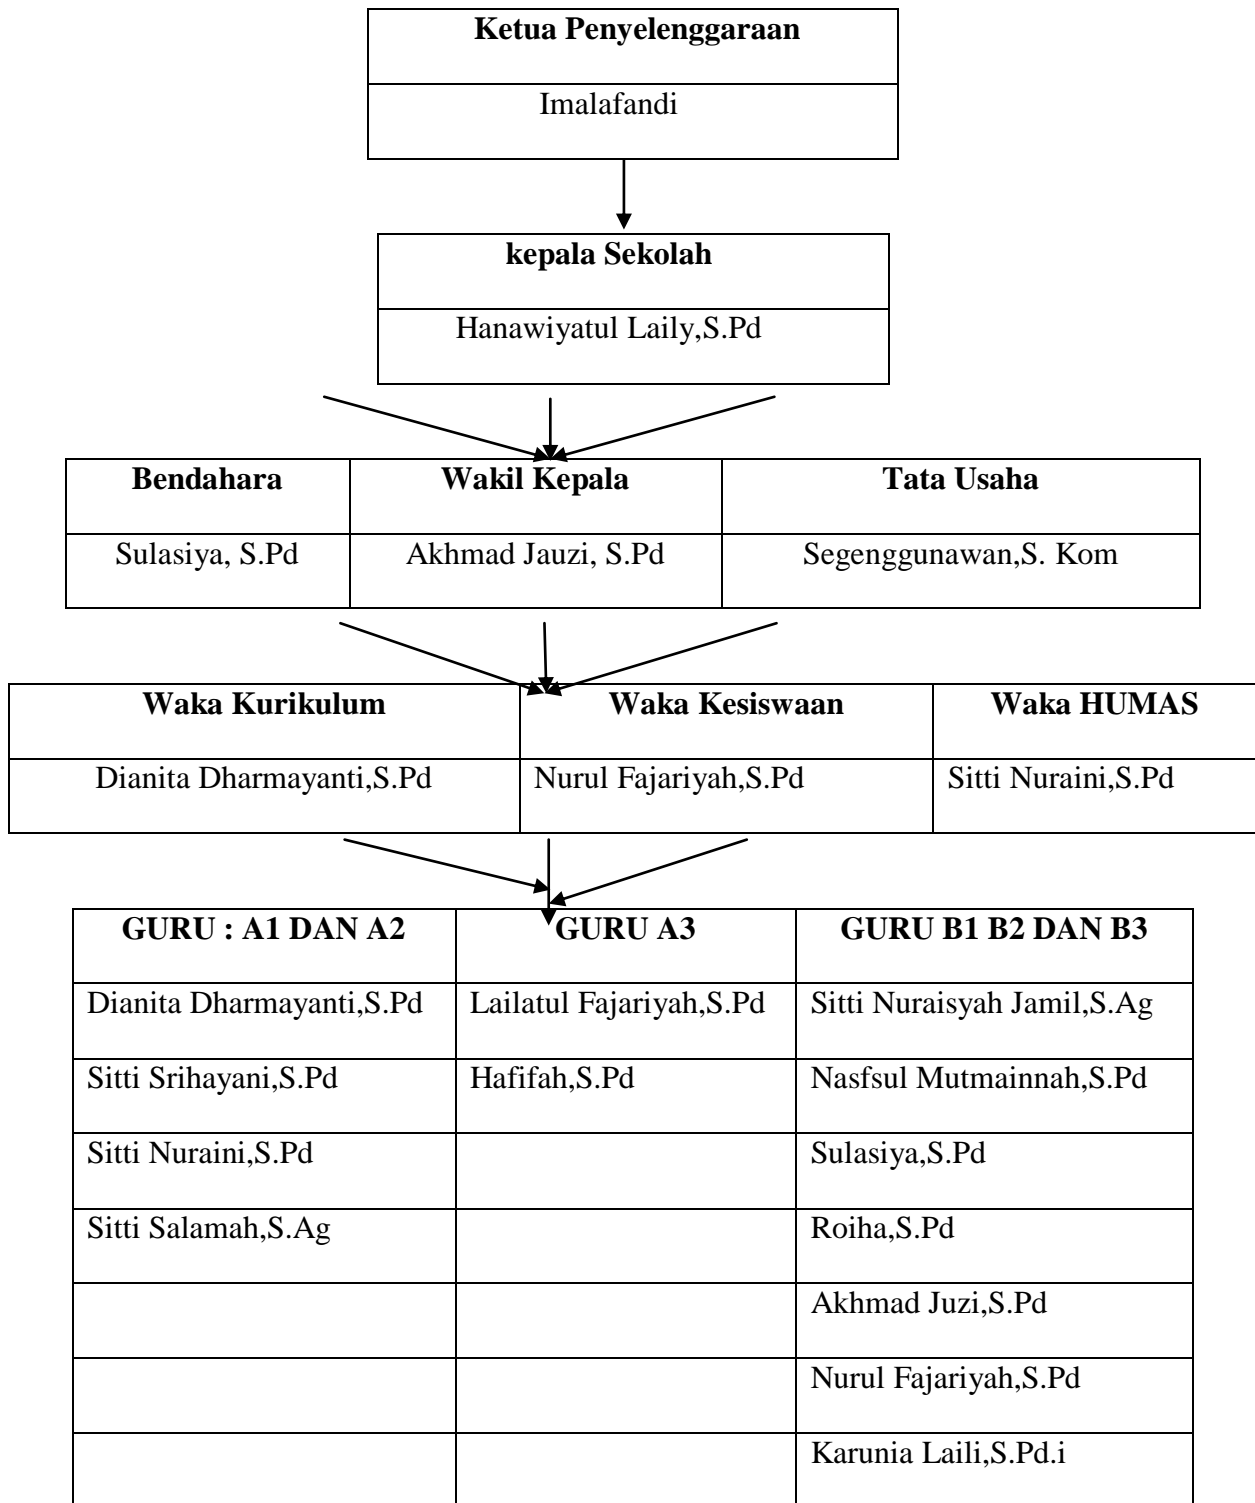 Ketua Penyelenggaraan
Imalafandi
kepala Sekolah
Hanawiyatul Laily,S.Pd
Bendahara Wakil Kepala Tata Usaha
Sulasiya, S.Pd Akhmad Jauzi, S.Pd Segenggunawan,S. Kom
Waka Kurikulum Waka Kesiswaan Waka HUMAS
Dianita Dharmayanti,S.Pd Nurul Fajariyah,S.Pd Sitti Nuraini,S.Pd
GURU : A1 DAN A2 GURU A3 GURU B1 B2 DAN B3
Dianita Dharmayanti,S.Pd Lailatul Fajariyah,S.Pd Sitti Nuraisyah Jamil,S.Ag
Sitti Srihayani,S.Pd Hafifah,S.Pd Nasfsul Mutmainnah,S.Pd
Sitti Nuraini,S.Pd Sulasiya,S.Pd
Sitti Salamah,S.Ag Roiha,S.Pd
Akhmad Juzi,S.Pd
Nurul Fajariyah,S.Pd
Karunia Laili,S.Pd.i